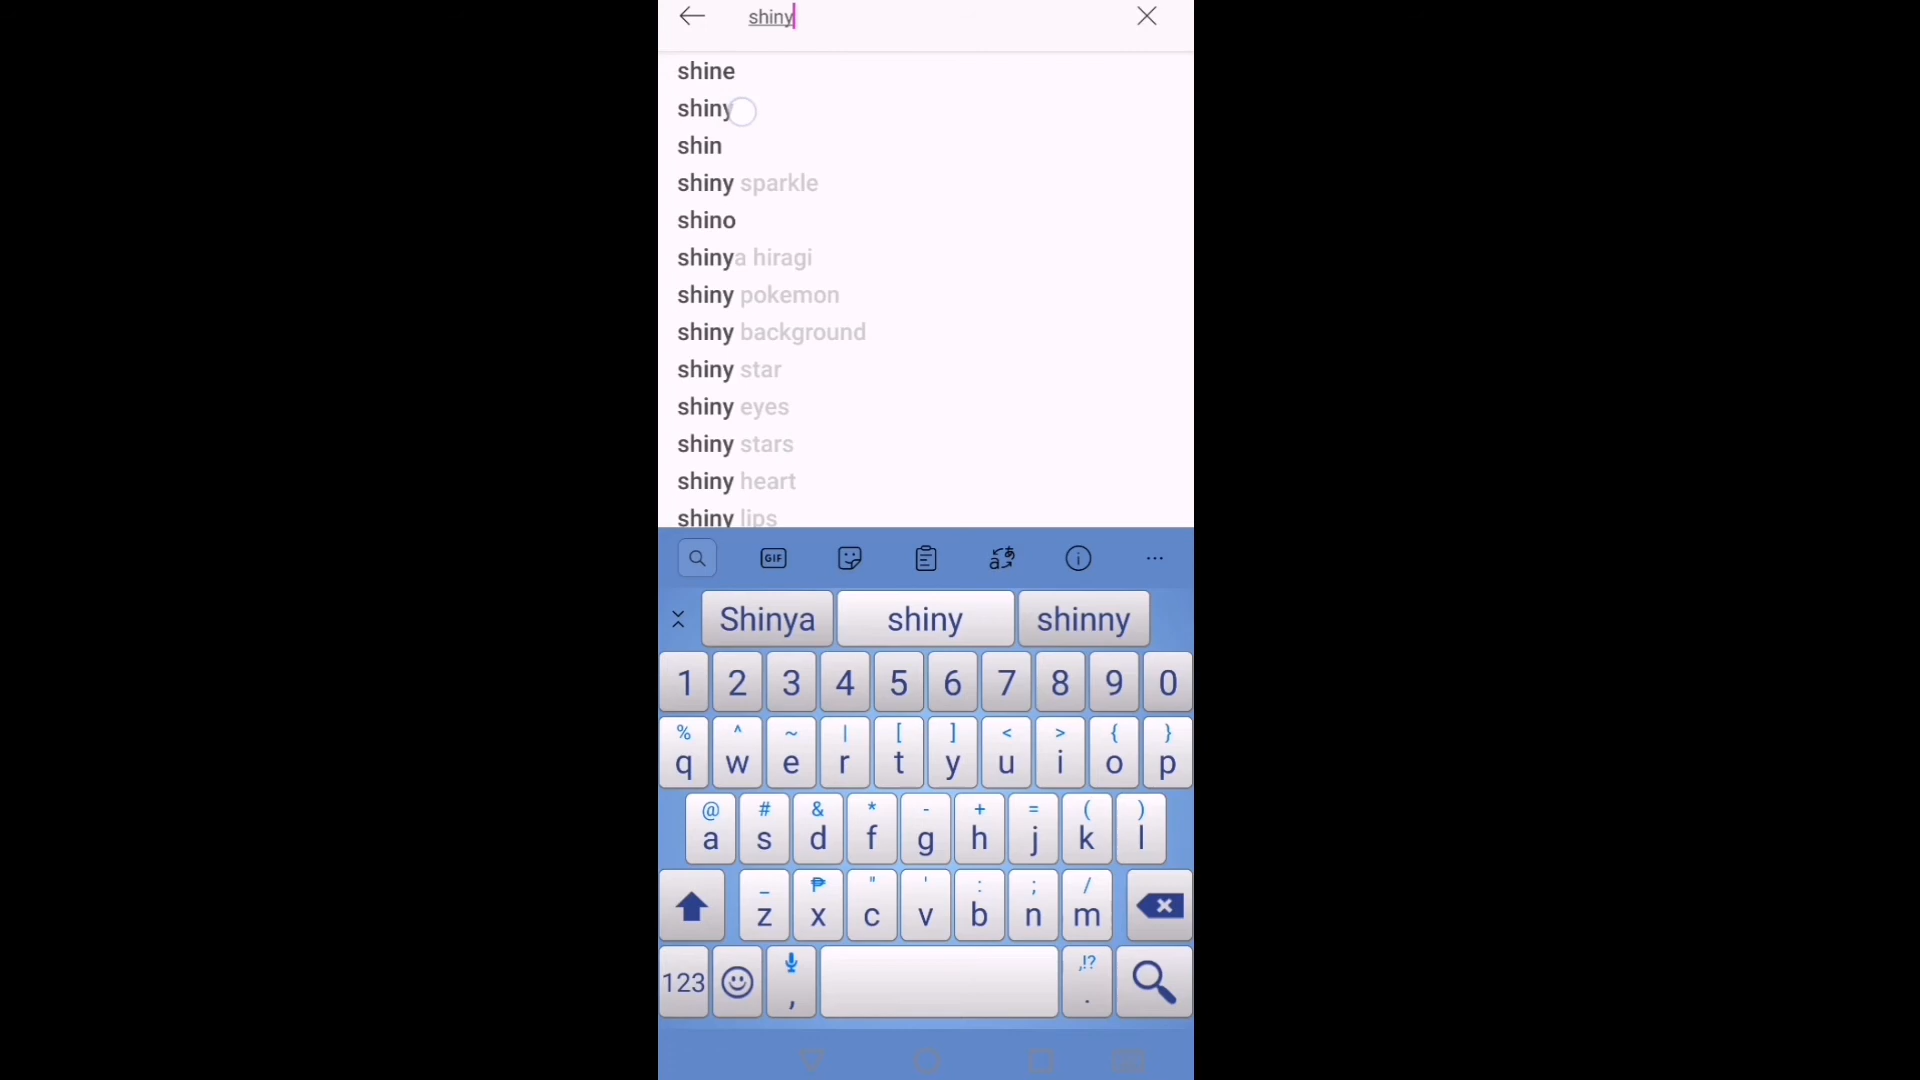 shiny
shine
shiny
shin
shiny sparkle
shino
shinya hiragi
shiny pokemon
shiny background
shiny star
shiny eyes
shiny stars
shiny heart
shiny lips
GIF
Shinya shiny shinny
1 2 3 4 5 6 7 8 9 0
% ^ ~ | [ ] < > { }
q w e r t y u i o p
@ # & * - + = ( )
a s d f g h j k l
_ ₱ " ' : ; /
z x c v b n m
,!?
123 , .